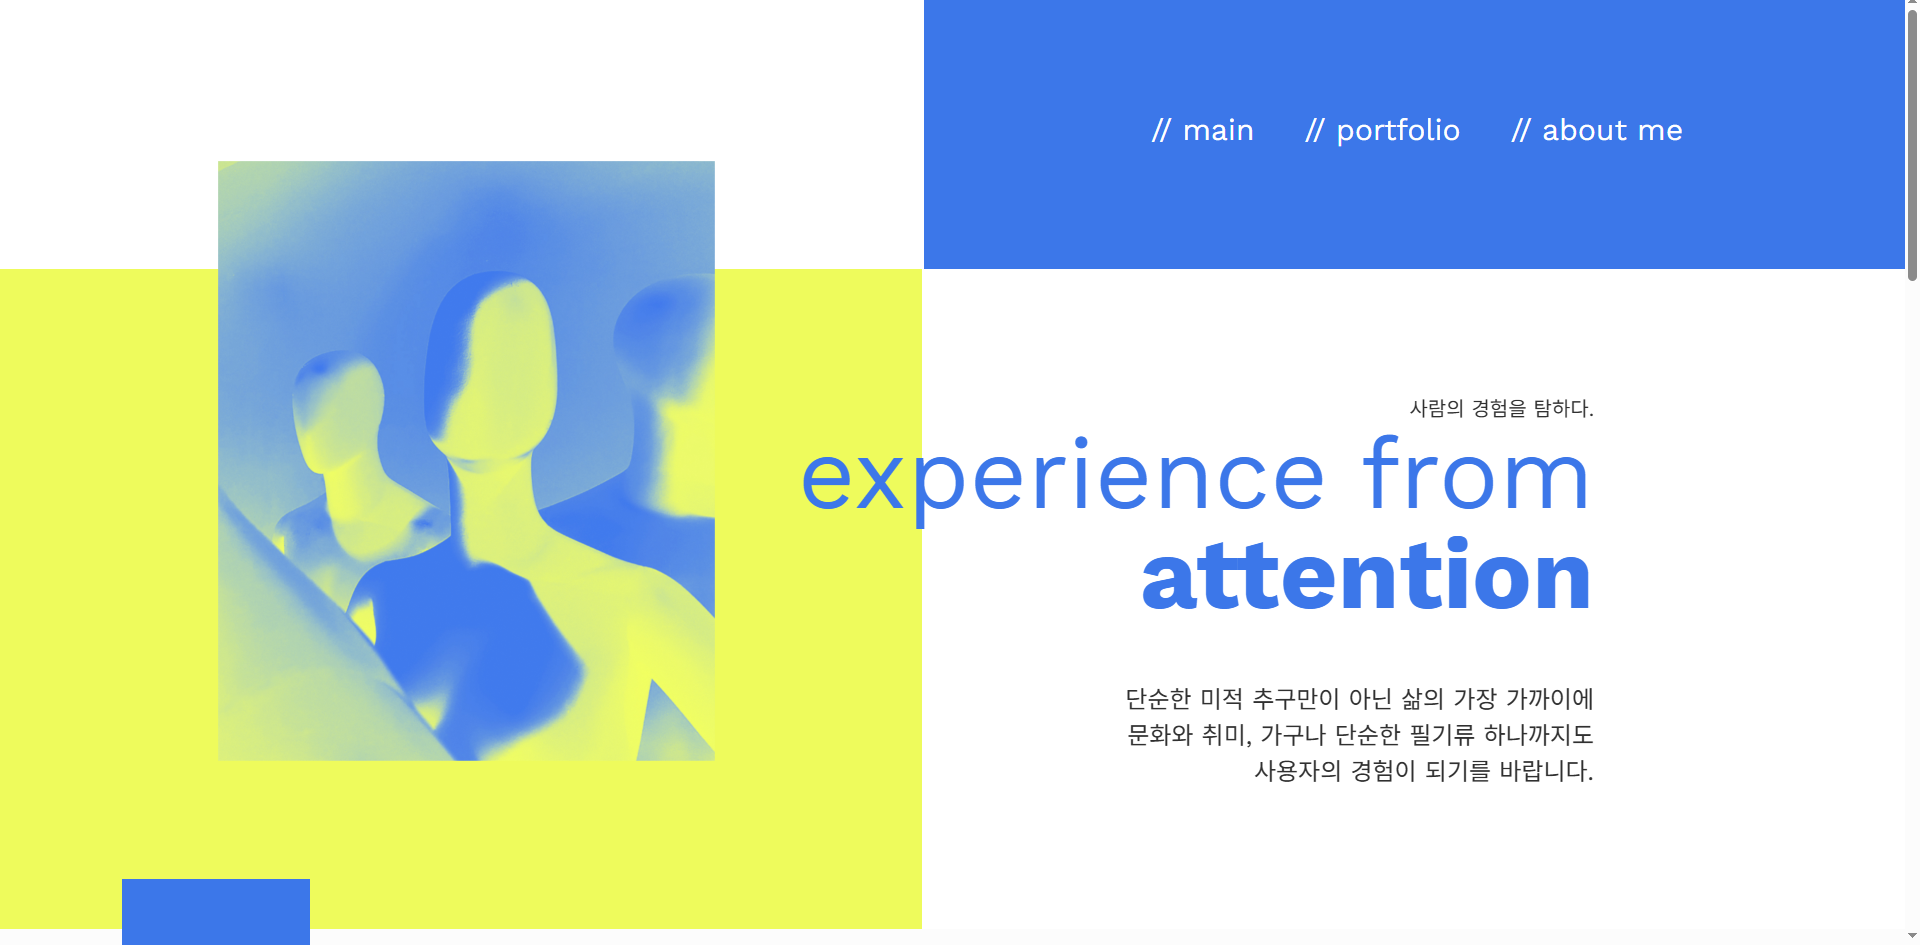 // main // portfolio // about me
사람의 경험을 탐하다.
experience from
attention
단순한 미적 추구만이 아닌 삶의 가장 가까이에
문화와 취미, 가구나 단순한 필기류 하나까지도
사용자의 경험이 되기를 바랍니다.